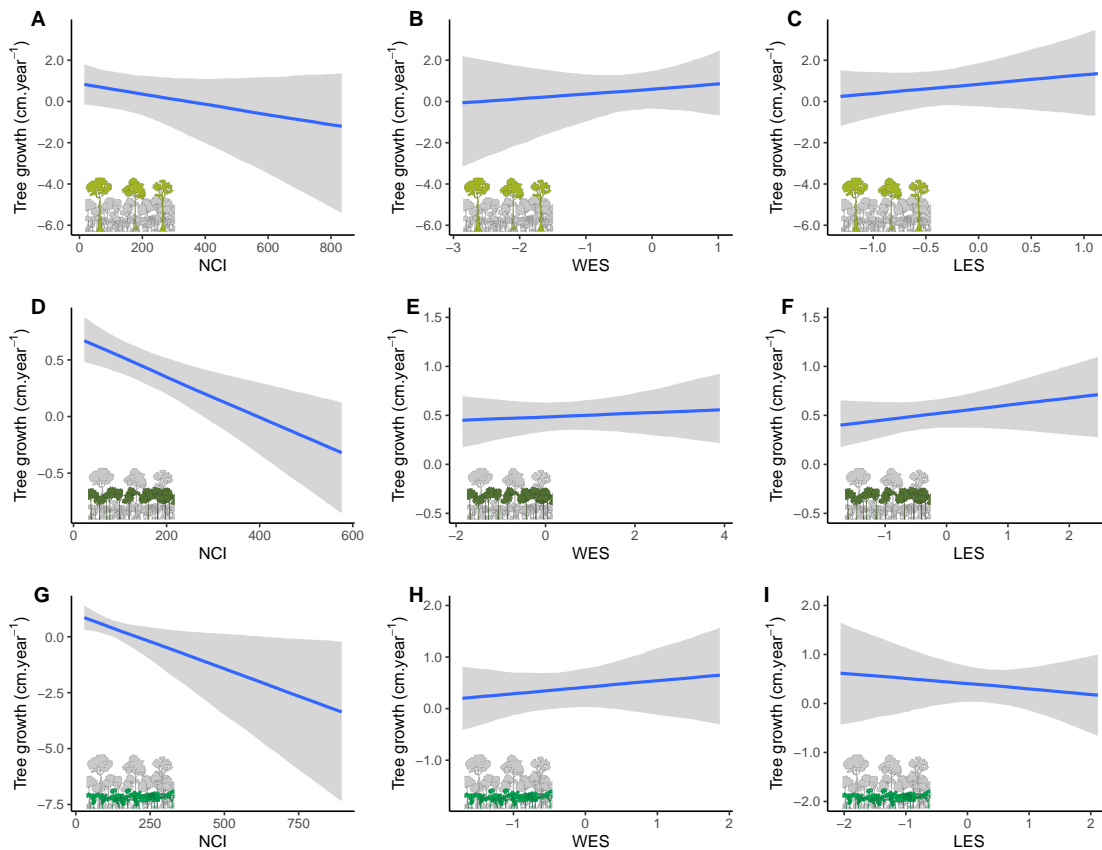 A
Tree growth (cm.year−1)
2.0
0.0
−2.0
−4.0
−6.0
0 200 400 600 800
NCI
B
Tree growth (cm.year−1)
2.0
0.0
−2.0
−4.0
−6.0
−3 −2 −1 0 1
WES
C
Tree growth (cm.year−1)
2.0
0.0
−2.0
−4.0
−6.0
−1.0 −0.5 0.0 0.5 1.0
LES
D
Tree growth (cm.year−1)
0.5
0.0
−0.5
0 200 400 600
NCI
E
Tree growth (cm.year−1)
1.5
1.0
0.5
0.0
−0.5
−2 0 2 4
WES
F
Tree growth (cm.year−1)
1.5
1.0
0.5
0.0
−0.5
−1 0 1 2
LES
G
Tree growth (cm.year−1)
0.0
−2.5
−5.0
−7.5
0 250 500 750
NCI
H
Tree growth (cm.year−1)
2.0
1.0
0.0
−1.0
−1 0 1 2
WES
I
Tree growth (cm.year−1)
2.0
1.0
0.0
−1.0
−2.0
−2 −1 0 1 2
LES